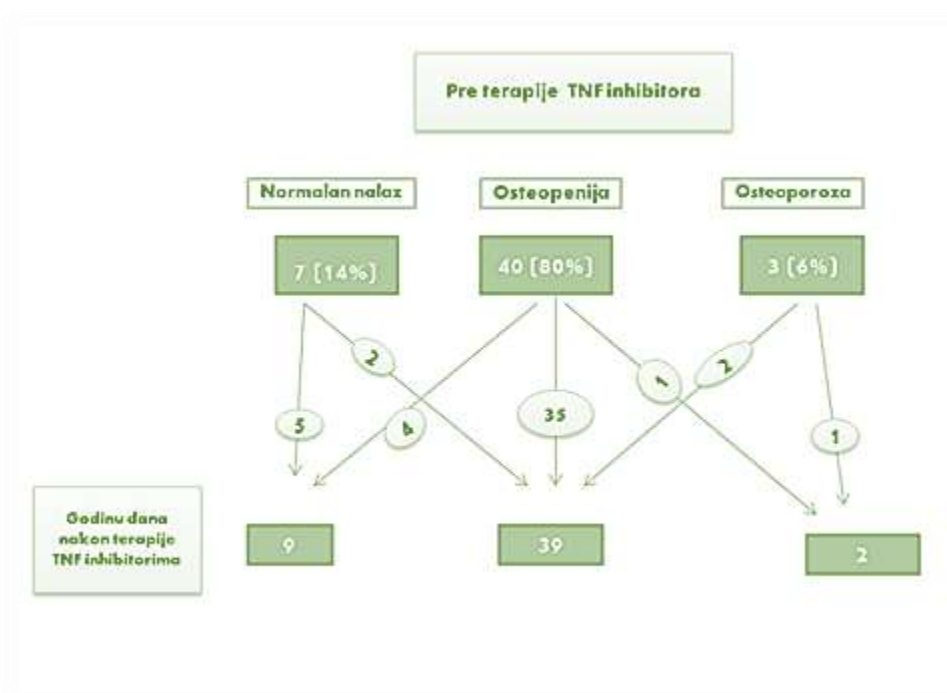 Pre terapije TNF inhibitora
Normalan nalaz
Osteopenija
Osteoporoza
7 (14%)
40 (80%)
3 (6%)
2
2
1
4
35
5
1
Godinu dana
nakon terapije
TNF inhibitorima
9
39
2